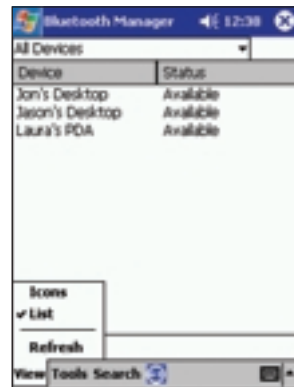 Bluetooth Manager 12:38
All Devices
Device Status
Jon's Desktop Available
Jason's Desktop Available
Laura's PDA Available
Icons
List
Refresh
View Tools Search